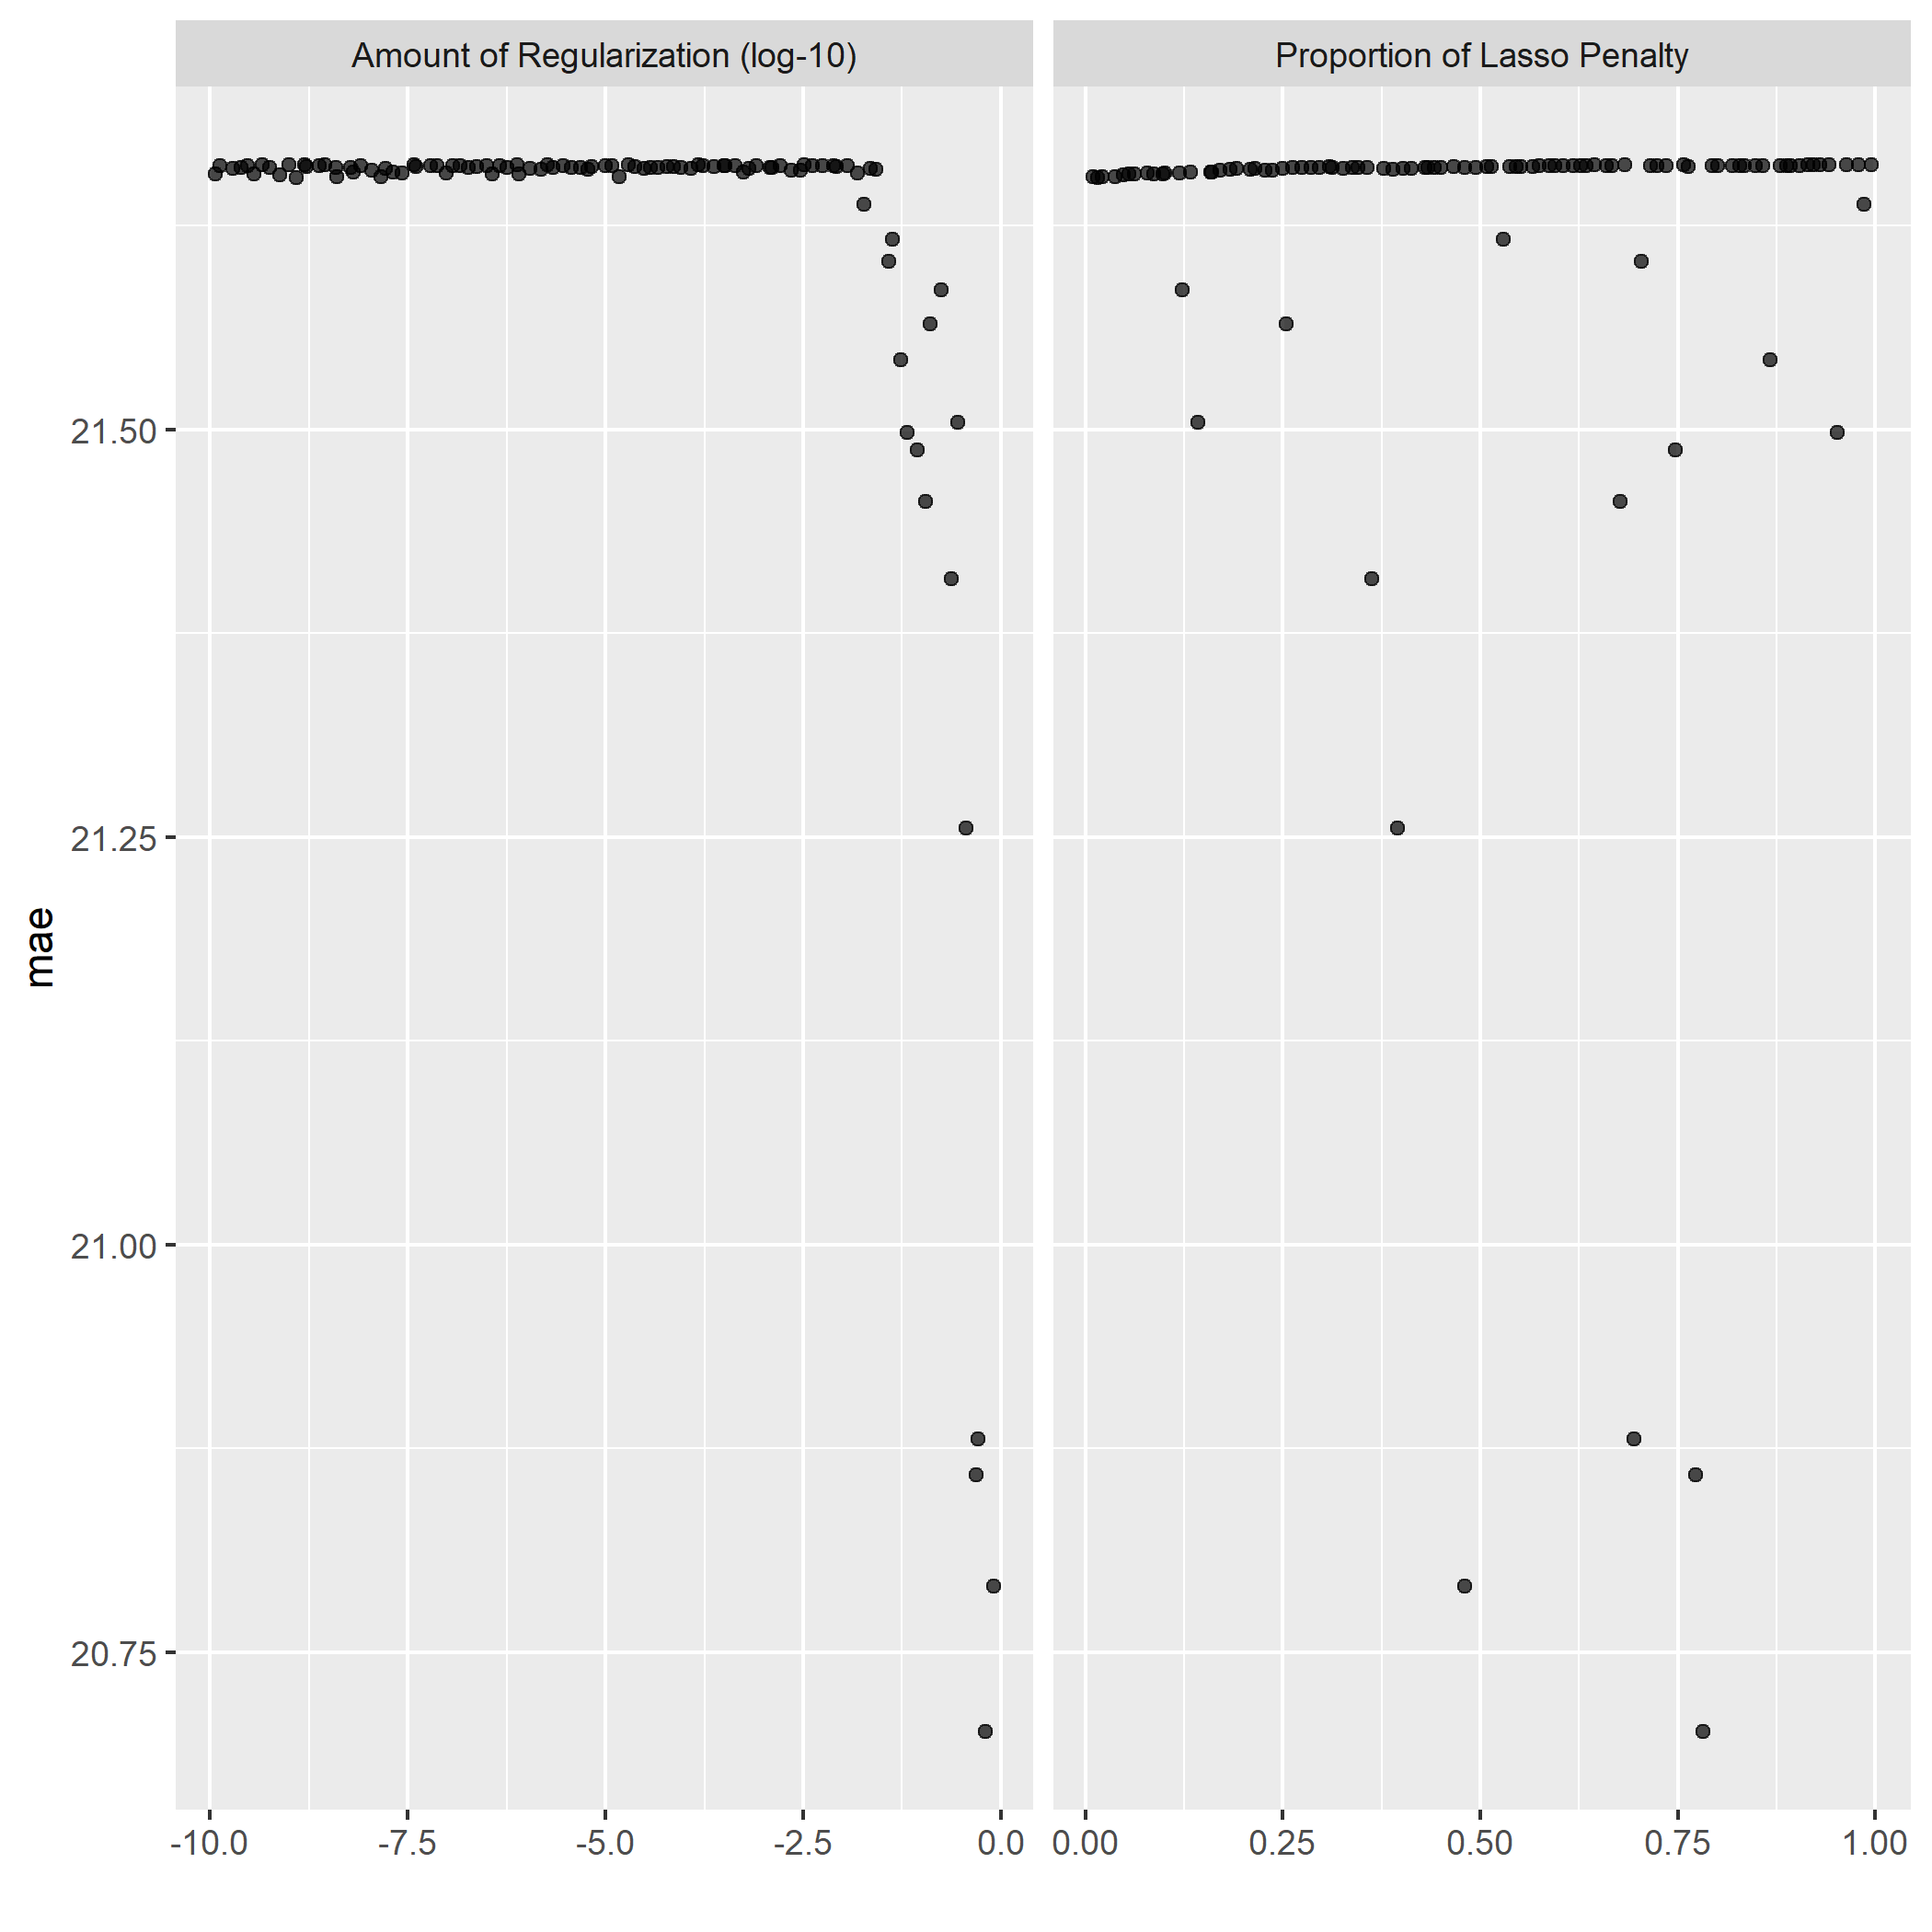 Amount of Regularization (log-10)
Proportion of Lasso Penalty
21.50
21.25
mae
21.00
20.75
-10.0 -7.5 -5.0 -2.5 0.0
0.00 0.25 0.50 0.75 1.00